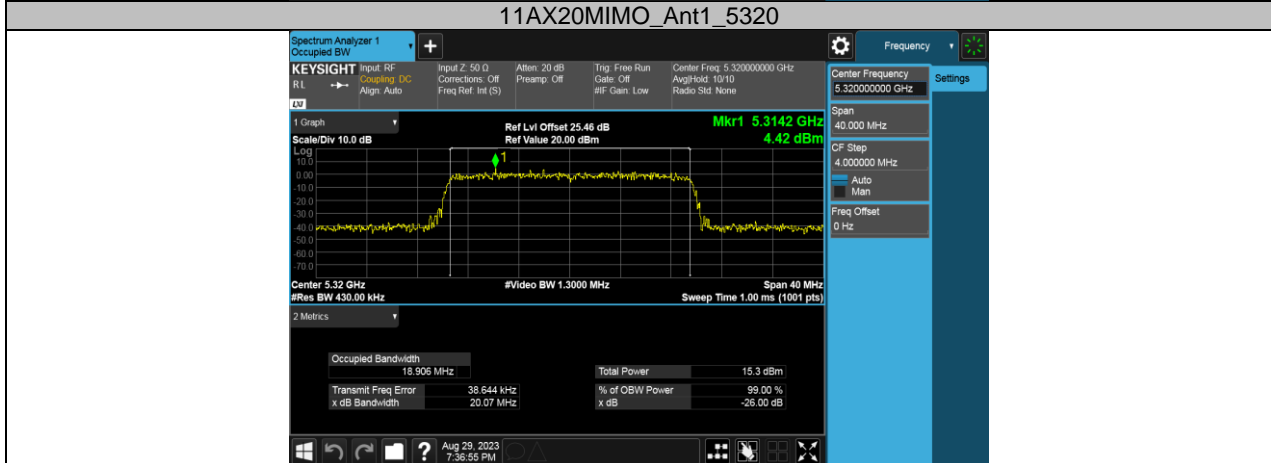 11AX20MIMO_Ant1_5320
Spectrum Analyzer 1
Occupied BW
+
Frequency
KEYSIGHT Input: RF Input Z: 50 Ω Atten: 20 dB Trig: Free Run Center Freq: 5.320000000 GHz
RL Coupling: DC Corrections: Off Preamp: Off Gate: Off Avg|Hold: 10/10
Align: Auto Freq Ref: Int (S) #IF Gain: Low Radio Std: None
LXI
Center Frequency
5.320000000 GHz
Settings
Span
40.000 MHz
CF Step
4.000000 MHz
Auto
Man
Freq Offset
0 Hz
1 Graph
Ref Lvl Offset 25.46 dB
Mkr1 5.3142 GHz
Scale/Div 10.0 dB
Ref Value 20.00 dBm
4.42 dBm
Log
10.0
0.00
-10.0
-20.0
-30.0
-40.0
-50.0
-60.0
-70.0
1
Center 5.32 GHz #Video BW 1.3000 MHz Span 40 MHz
#Res BW 430.00 kHz Sweep Time 1.00 ms (1001 pts)
2 Metrics
Occupied Bandwidth
18.906 MHz
Total Power 15.3 dBm
Transmit Freq Error 38.644 kHz % of OBW Power 99.00 %
x dB Bandwidth 20.07 MHz x dB -26.00 dB
? Aug 29, 2023
7:36:55 PM